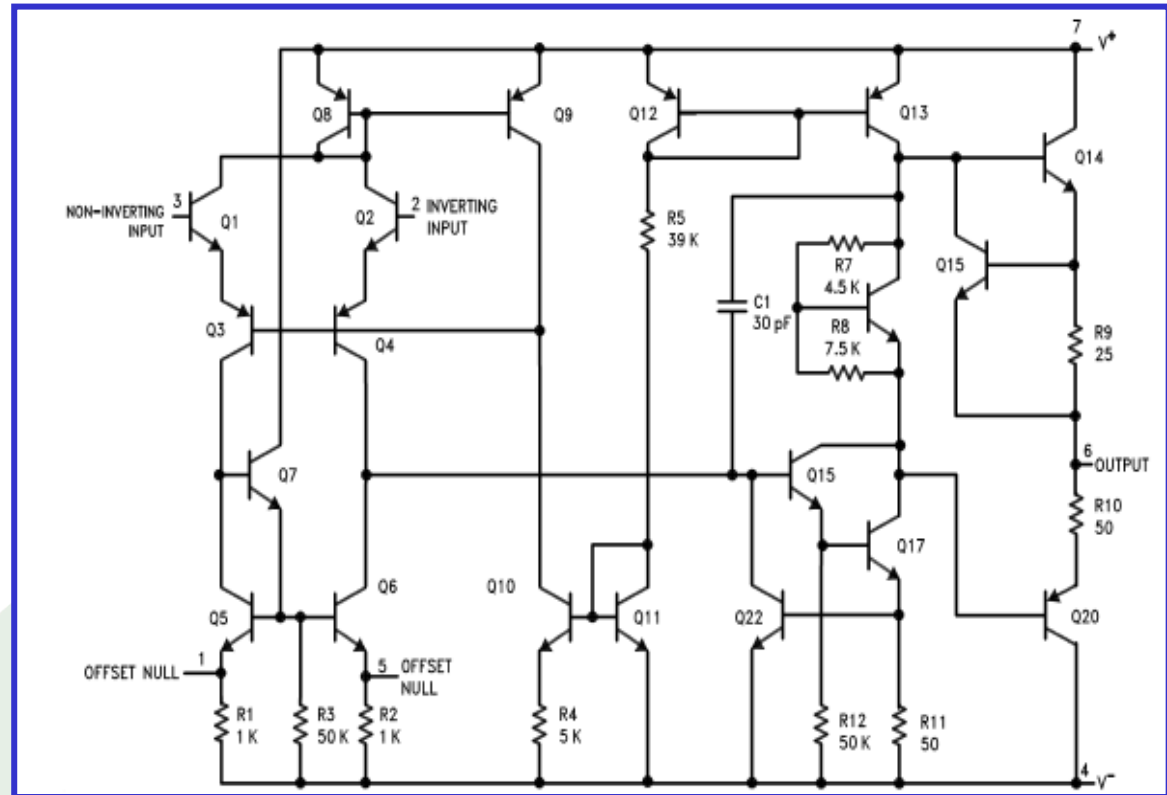 7
V+
Q8
Q9
Q12
Q13
Q14
3
NON-INVERTING
INPUT
Q1
Q2
2 INVERTING
INPUT
R5
39 K
R7
4.5 K
Q15
C1
30 pF
R8
7.5 K
Q3
Q4
R9
25
Q7
Q15
6
OUTPUT
R10
50
Q17
Q5
Q6
Q10
Q11
Q22
Q20
1
OFFSET NULL
5 OFFSET
NULL
R1
1 K
R3
50 K
R2
1 K
R4
5 K
R12
50 K
R11
50
4
V-